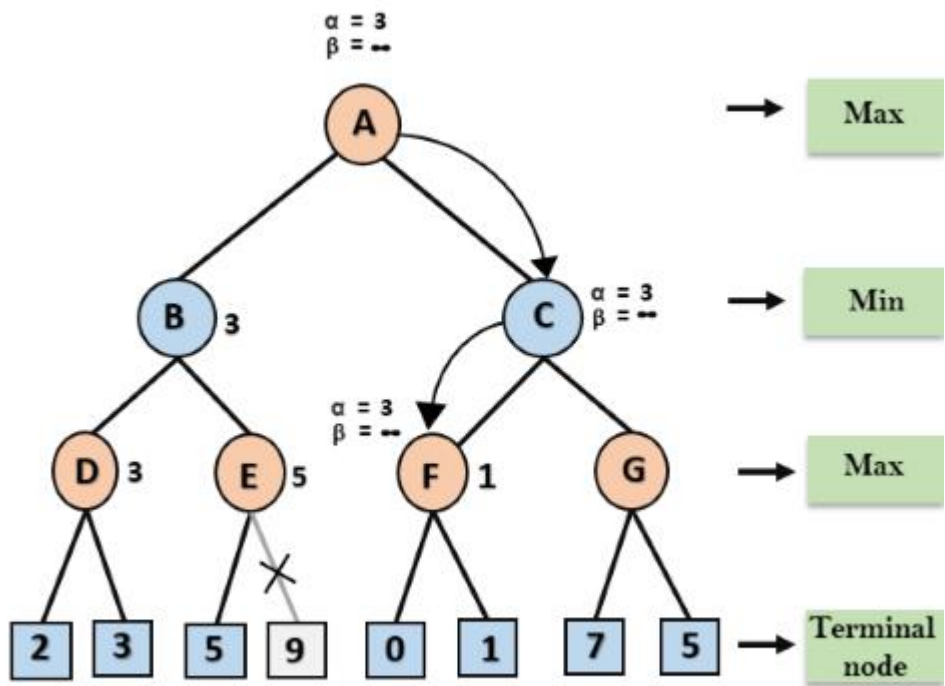 α = 3
β = ∞
A
Max
B
3
C
α = 3
β = ∞
Min
α = 3
β = ∞
D
3
E
5
F
1
G
Max
2
3
5
9
0
1
7
5
Terminal
node